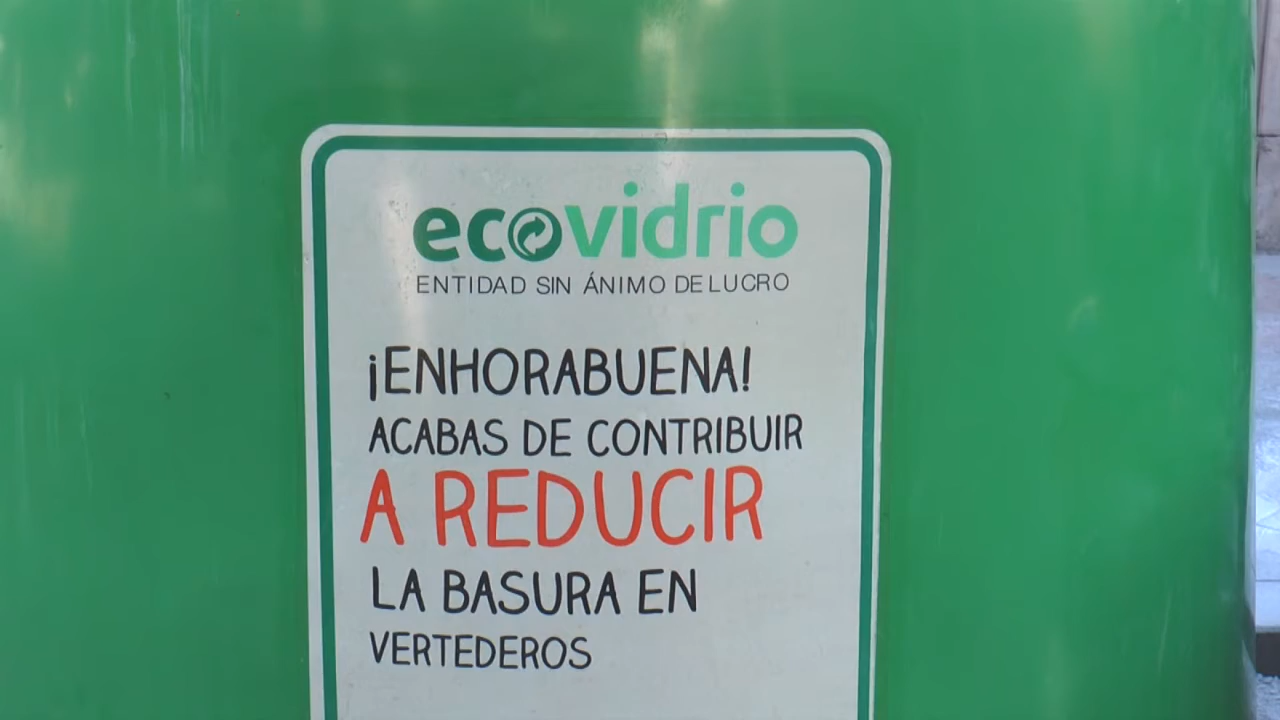 ecovidrio
ENTIDAD SIN ÁNIMO DE LUCRO
¡ENHORABUENA!
ACABAS DE CONTRIBUIR
A REDUCIR
LA BASURA EN
VERTEDEROS